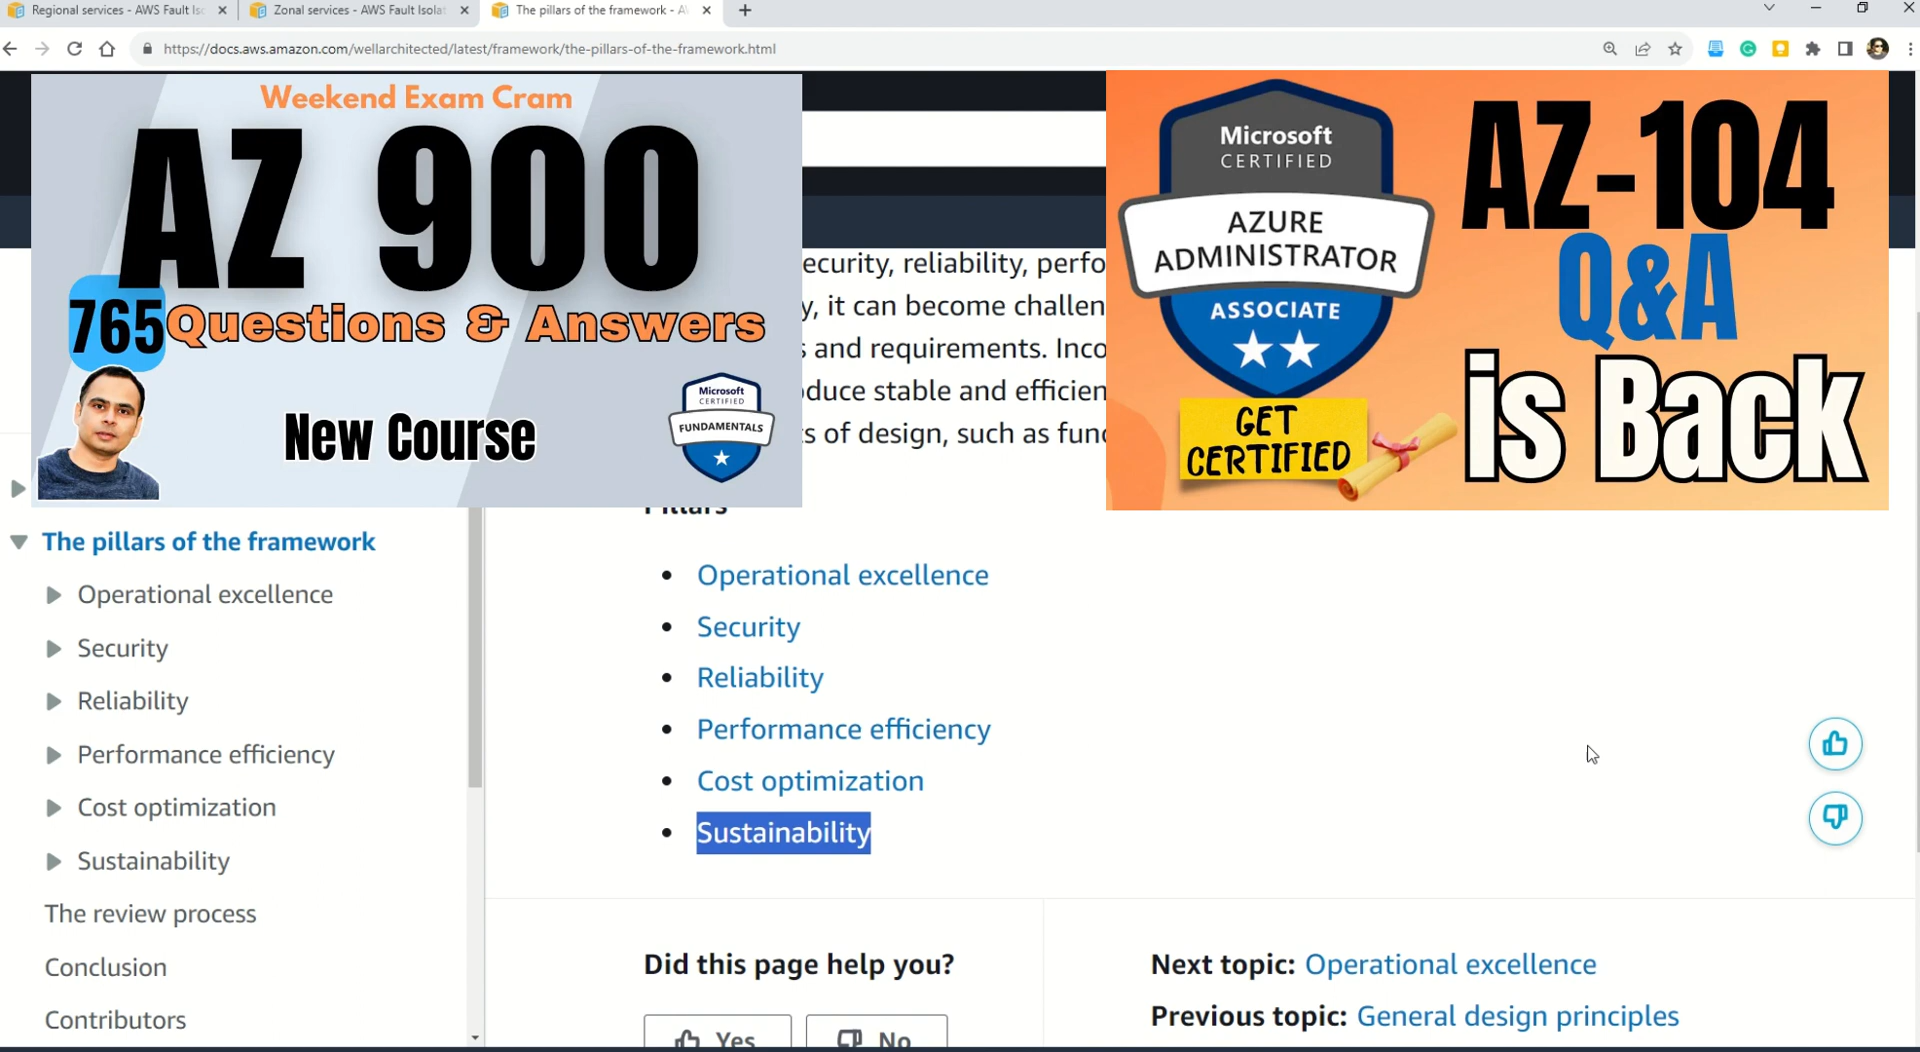 Regional services - AWS Fault Is
Zonal services - AWS Fault Isola
The pillars of the framework - A
https://docs.aws.amazon.com/wellarchitected/latest/framework/the-pillars-of-the-framework.html
Weekend Exam Cram
AZ 900
765 Questions & Answers
New Course
Microsoft
CERTIFIED
FUNDAMENTALS
ecurity, reliability, perfo
y, it can become challen
s and requirements. Inco
duce stable and efficien
s of design, such as fun
Microsoft
CERTIFIED
AZURE
ADMINISTRATOR
ASSOCIATE
GET
CERTIFIED
AZ-104
Q&A
is Back
The pillars of the framework
Operational excellence
Security
Reliability
Performance efficiency
Cost optimization
Sustainability
The review process
Conclusion
Contributors
Pillars
Operational excellence
Security
Reliability
Performance efficiency
Cost optimization
Sustainability
Did this page help you?
Yes
No
Next topic: Operational excellence
Previous topic: General design principles